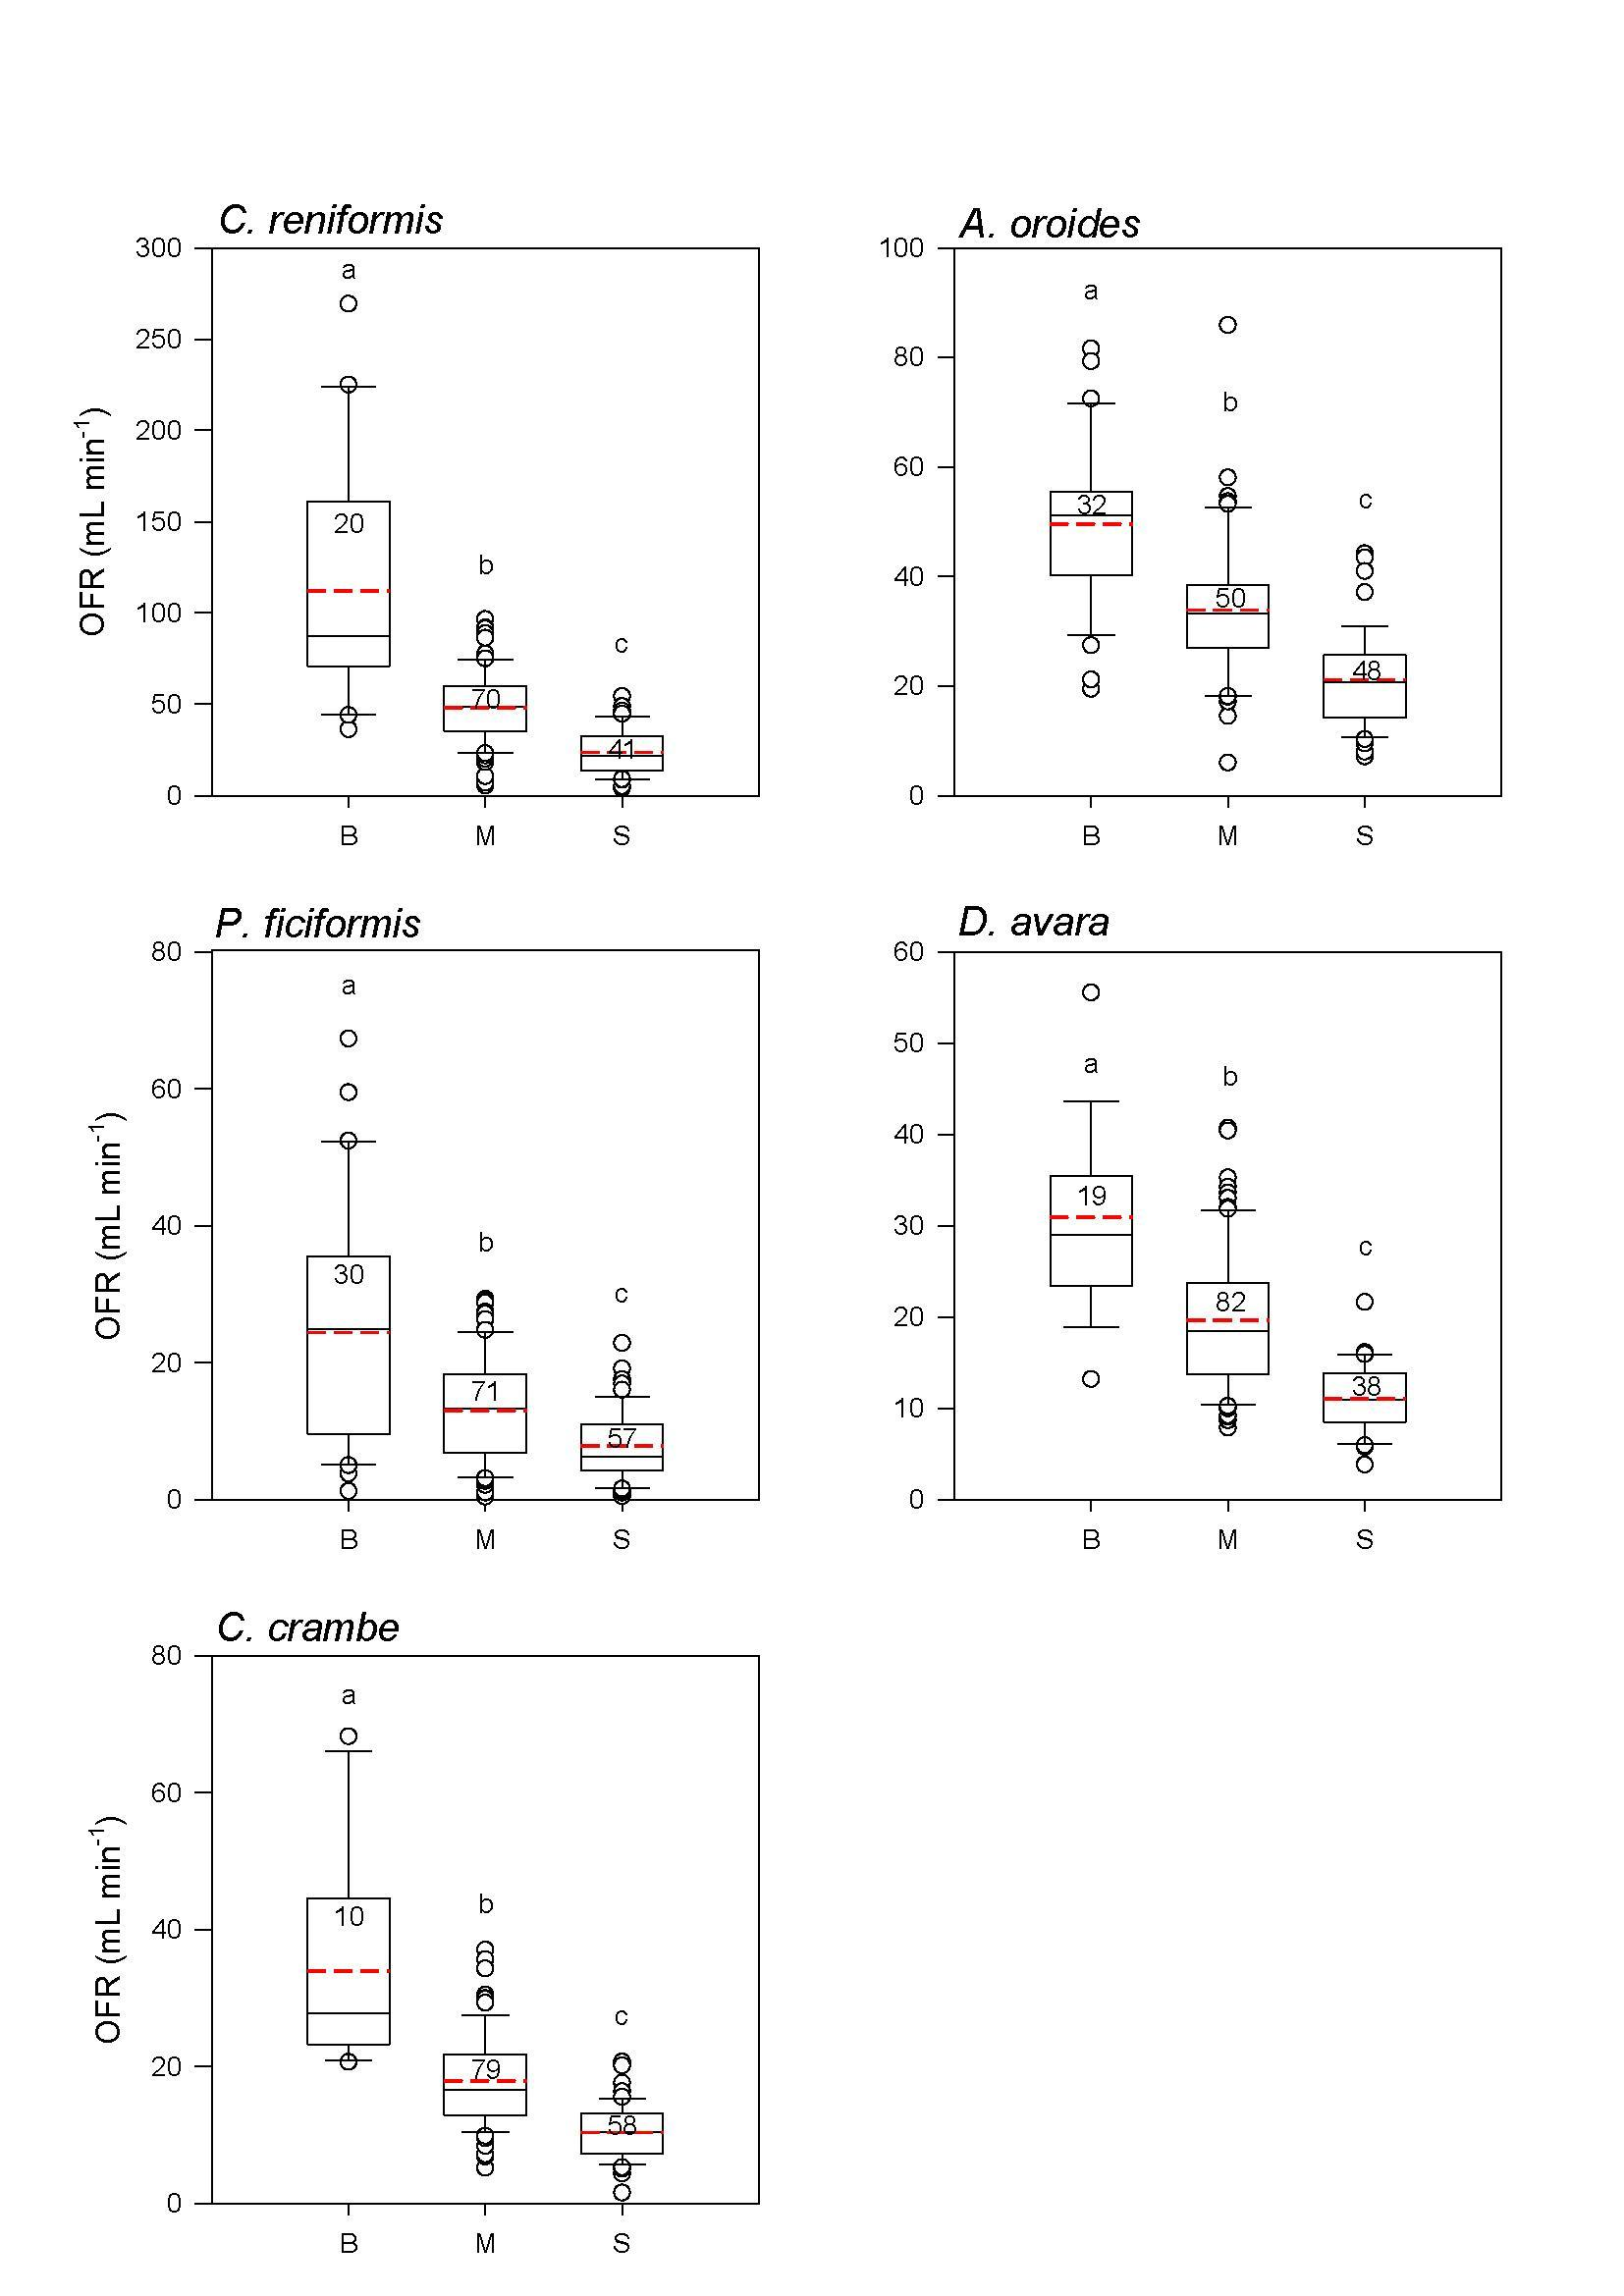 C. reniformis
300
250
200
150
100
50
0
OFR (mL min-1)
a
20
b
70
c
41
B M S
A. oroides
100
80
60
40
20
0
a
32
b
50
c
48
B M S
P. ficiformis
80
60
40
20
0
OFR (mL min-1)
a
30
b
71
c
57
B M S
D. avara
60
50
40
30
20
10
0
a
19
b
82
c
38
B M S
C. crambe
80
60
40
20
0
OFR (mL min-1)
a
10
b
79
c
58
B M S